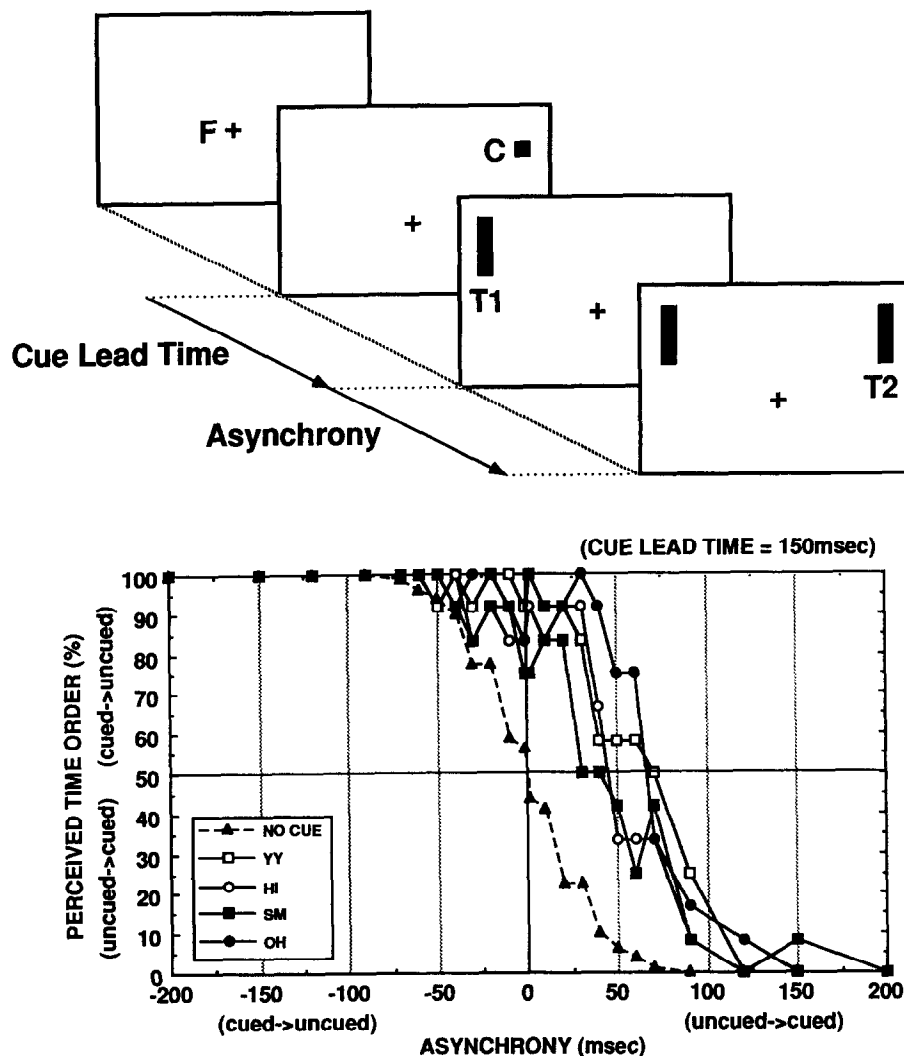 F +
C
+
T1
+
T2
+
Cue Lead Time
Asynchrony
(CUE LEAD TIME = 150msec)
PERCEIVED TIME ORDER (%)
(uncued->cued) (cued->uncued)
100
90
80
70
60
50
40
30
20
10
0
NO CUE
YY
HI
SM
OH
-200 -150 -100 -50 0 50 100 150 200
(cued->uncued) (uncued->cued)
ASYNCHRONY (msec)